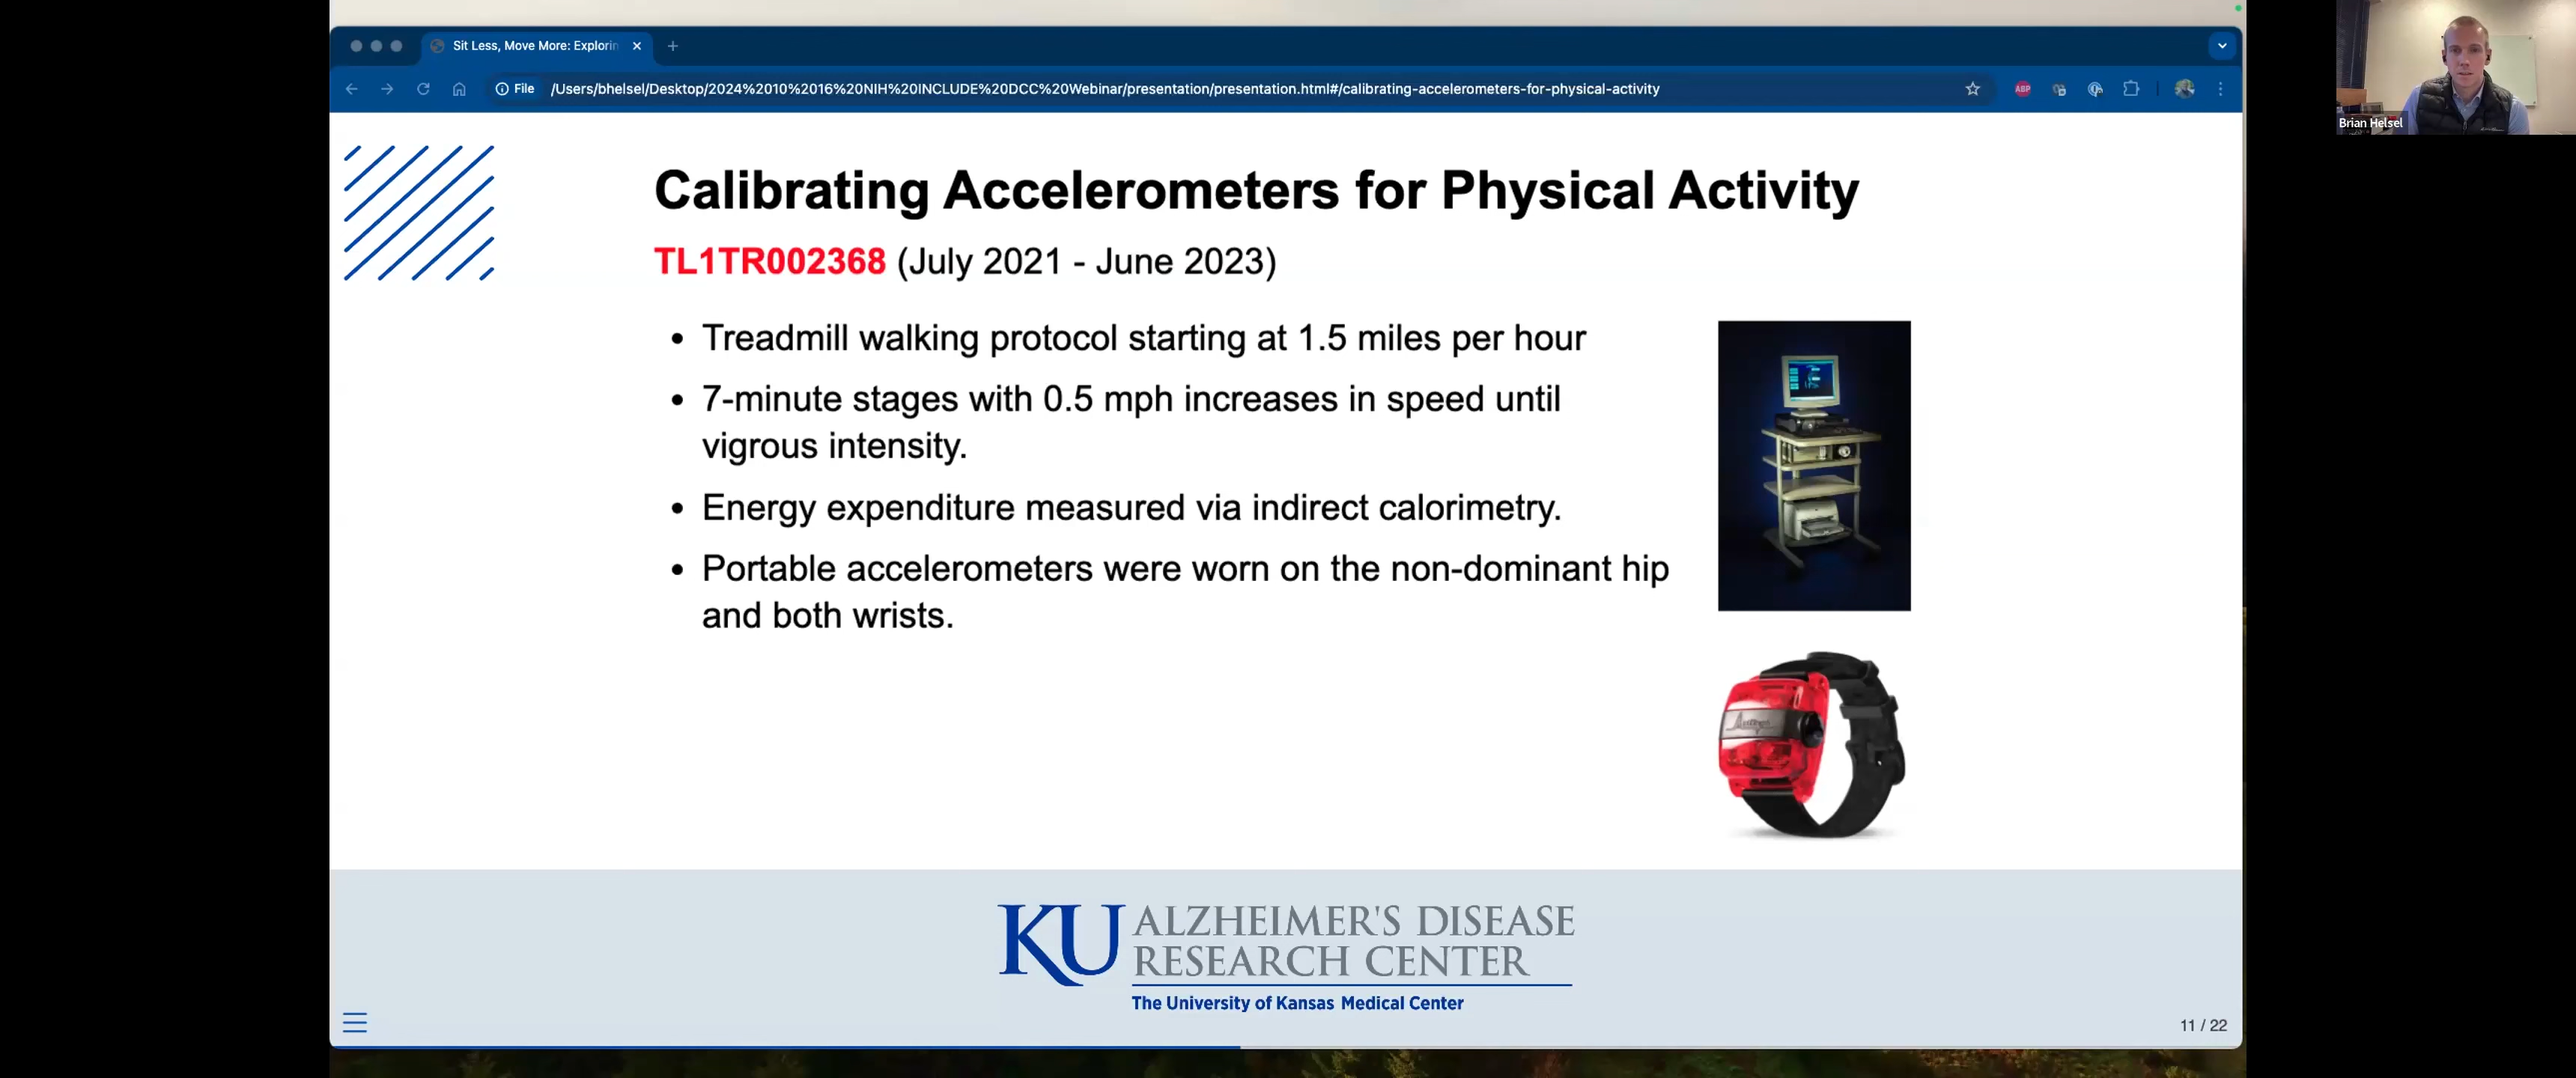 Sit Less, Move More: Explorin
File
/Users/bhelsel/Desktop/2024%2010%2016%20NIH%20INCLUDE%20DCC%20Webinar/presentation/presentation.html#/calibrating-accelerometers-for-physical-activity
ABP
Brian Helsel
Calibrating Accelerometers for Physical Activity
TL1TR002368 (July 2021 - June 2023)
• Treadmill walking protocol starting at 1.5 miles per hour
• 7-minute stages with 0.5 mph increases in speed until
vigrous intensity.
• Energy expenditure measured via indirect calorimetry.
• Portable accelerometers were worn on the non-dominant hip
and both wrists.
KU ALZHEIMER'S DISEASE
RESEARCH CENTER
The University of Kansas Medical Center
11 / 22